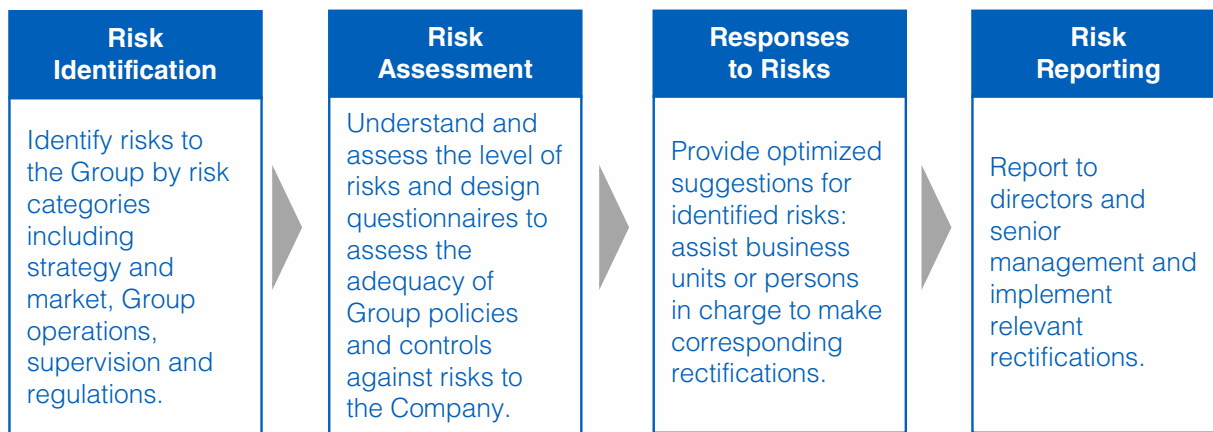 Risk
Identification
Identify risks to
the Group by risk
categories
including
strategy and
market, Group
operations,
supervision and
regulations.
Risk
Assessment
Understand and
assess the level of
risks and design
questionnaires to
assess the
adequacy of
Group policies
and controls
against risks to
the Company.
Responses
to Risks
Provide optimized
suggestions for
identified risks:
assist business
units or persons
in charge to make
corresponding
rectifications.
Risk
Reporting
Report to
directors and
senior
management and
implement
relevant
rectifications.